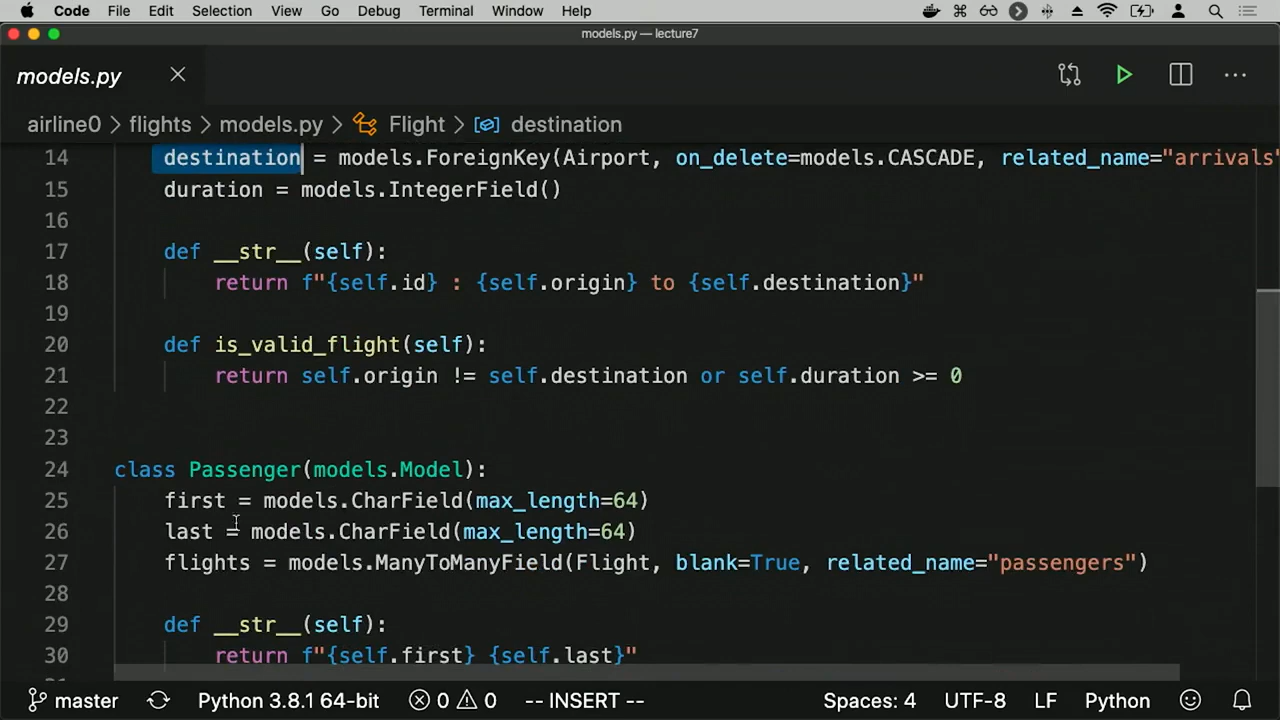 Code File Edit Selection View Go Debug Terminal Window Help
models.py — lecture7
models.py
airline0 > flights > models.py > Flight > destination
14 destination = models.ForeignKey(Airport, on_delete=models.CASCADE, related_name="arrivals"
15 duration = models.IntegerField()
16
17 def __str__(self):
18 return f"{self.id} : {self.origin} to {self.destination}"
19
20 def is_valid_flight(self):
21 return self.origin != self.destination or self.duration >= 0
22
23
24 class Passenger(models.Model):
25 first = models.CharField(max_length=64)
26 last = models.CharField(max_length=64)
27 flights = models.ManyToManyField(Flight, blank=True, related_name="passengers")
28
29 def __str__(self):
30 return f"{self.first} {self.last}"
master Python 3.8.1 64-bit 0 0 -- INSERT -- Spaces: 4 UTF-8 LF Python